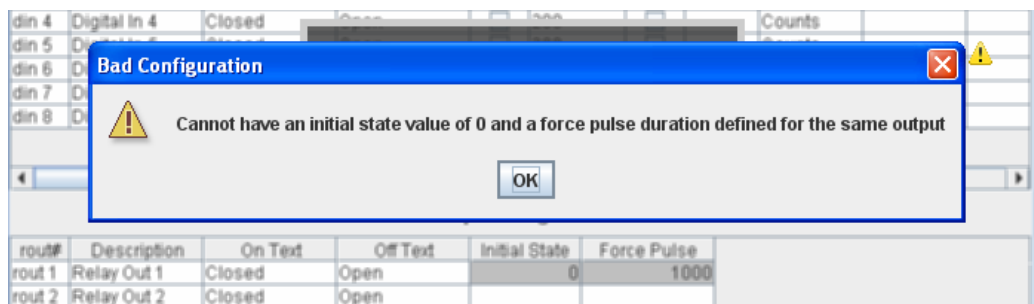 din 4 Digital In 4 Closed Open 200 Counts
din 5
din 6
din 7
din 8
Bad Configuration
Cannot have an initial state value of 0 and a force pulse duration defined for the same output
OK
rout# Description On Text Off Text Initial State Force Pulse
rout 1 Relay Out 1 Closed Open 0 1000
rout 2 Relay Out 2 Closed Open